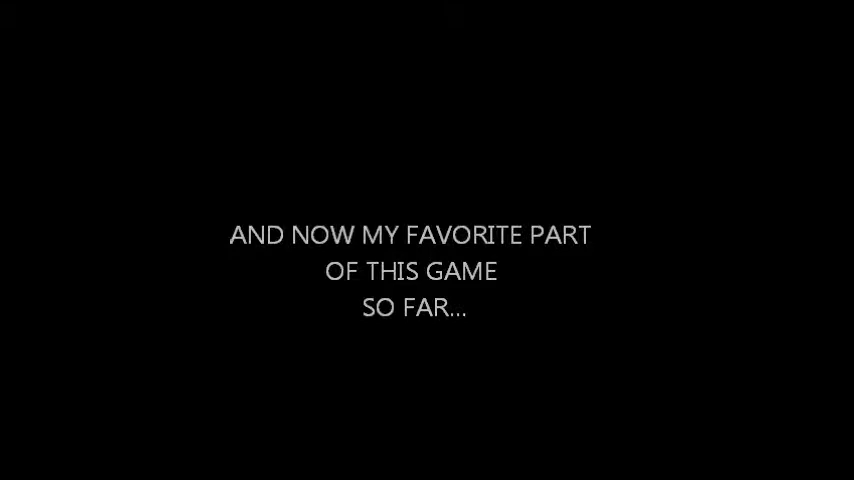 AND NOW MY FAVORITE PART
OF THIS GAME
SO FAR...